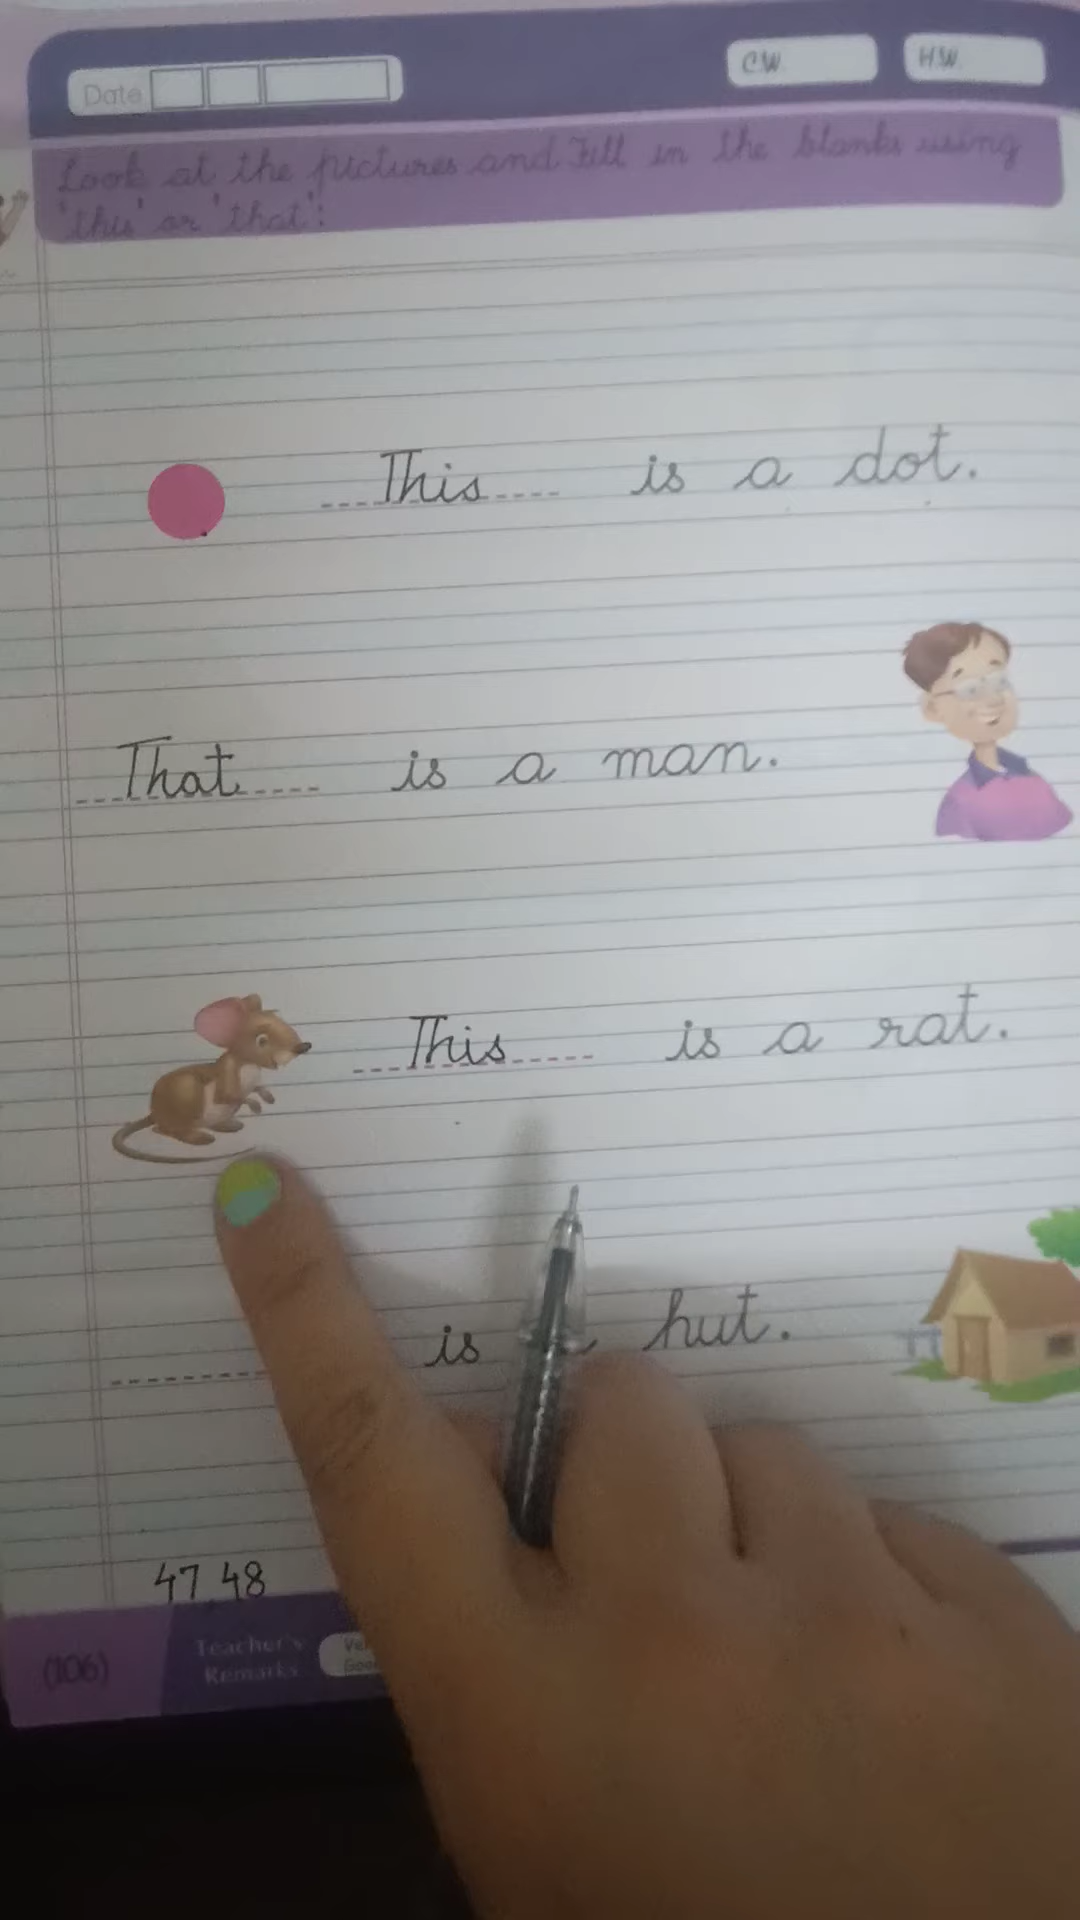 Date
CW
HW
Look at the pictures and Fill in the blanks using
'this' or 'that':
This is a dot.
That is a man.
This is a rat.
is hut.
47 48
(106)
Teacher's
Remarks